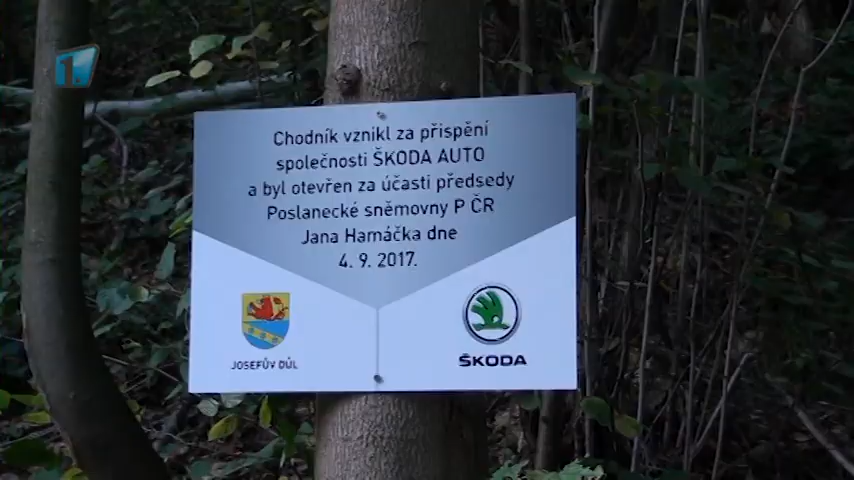 1.
Chodník vznikl za přispění
společnosti ŠKODA AUTO
a byl otevřen za účasti předsedy
Poslanecké sněmovny P ČR
Jana Hamáčka dne
4. 9. 2017.
JOSEFŮV DŮL
ŠKODA